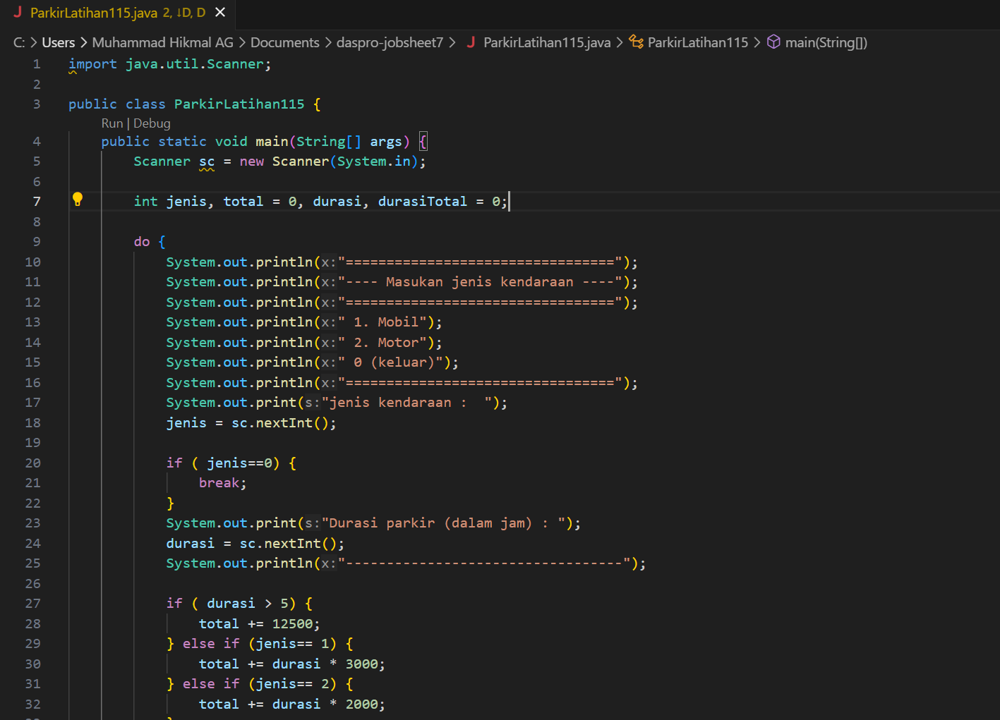 J ParkirLatihan115.java 2, ↓D, D ×
C: > Users > Muhammad Hikmal AG > Documents > daspro-jobsheet7 > J ParkirLatihan115.java > ParkirLatihan115 > main(String[])
1 import java.util.Scanner;
2
3 public class ParkirLatihan115 {
Run | Debug
4 public static void main(String[] args) {
5 Scanner sc = new Scanner(System.in);
6
7 int jenis, total = 0, durasi, durasiTotal = 0;
8
9 do {
10 System.out.println(x:"=================================");
11 System.out.println(x:"---- Masukan jenis kendaraan ----");
12 System.out.println(x:"=================================");
13 System.out.println(x:" 1. Mobil");
14 System.out.println(x:" 2. Motor");
15 System.out.println(x:" 0 (keluar)");
16 System.out.println(x:"=================================");
17 System.out.print(s:"jenis kendaraan :  ");
18 jenis = sc.nextInt();
19
20 if ( jenis==0) {
21 break;
22 }
23 System.out.print(s:"Durasi parkir (dalam jam) : ");
24 durasi = sc.nextInt();
25 System.out.println(x:"----------------------------------");
26
27 if ( durasi > 5) {
28 total += 12500;
29 } else if (jenis== 1) {
30 total += durasi * 3000;
31 } else if (jenis== 2) {
32 total += durasi * 2000;